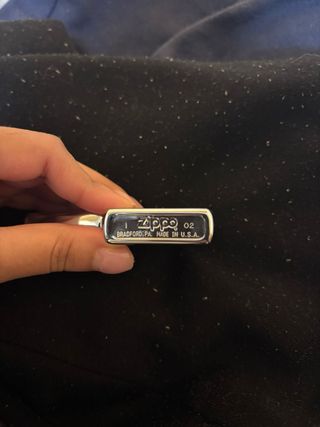 zippo
I 02
BRADFORD, PA. MADE IN U.S.A.